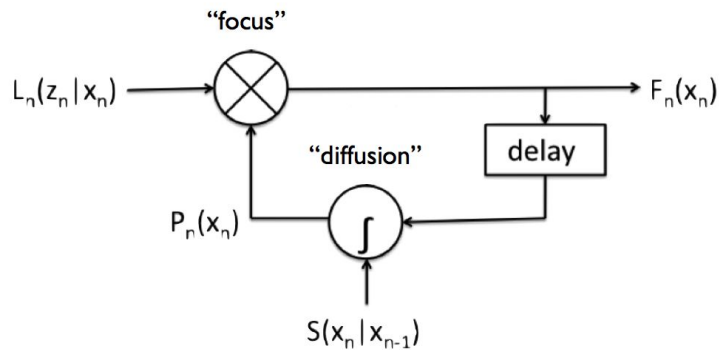 “focus”
Lₙ(zₙ|xₙ)
Fₙ(xₙ)
“diffusion”
delay
Pₙ(xₙ)
∫
S(xₙ|xₙ₋₁)